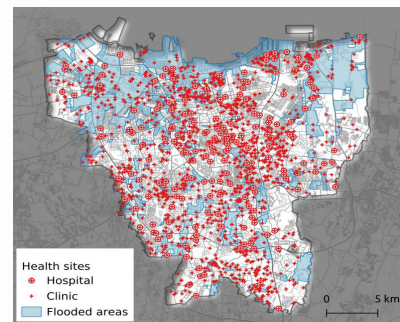 Health sites
Hospital
Clinic
Flooded areas
0 5 km